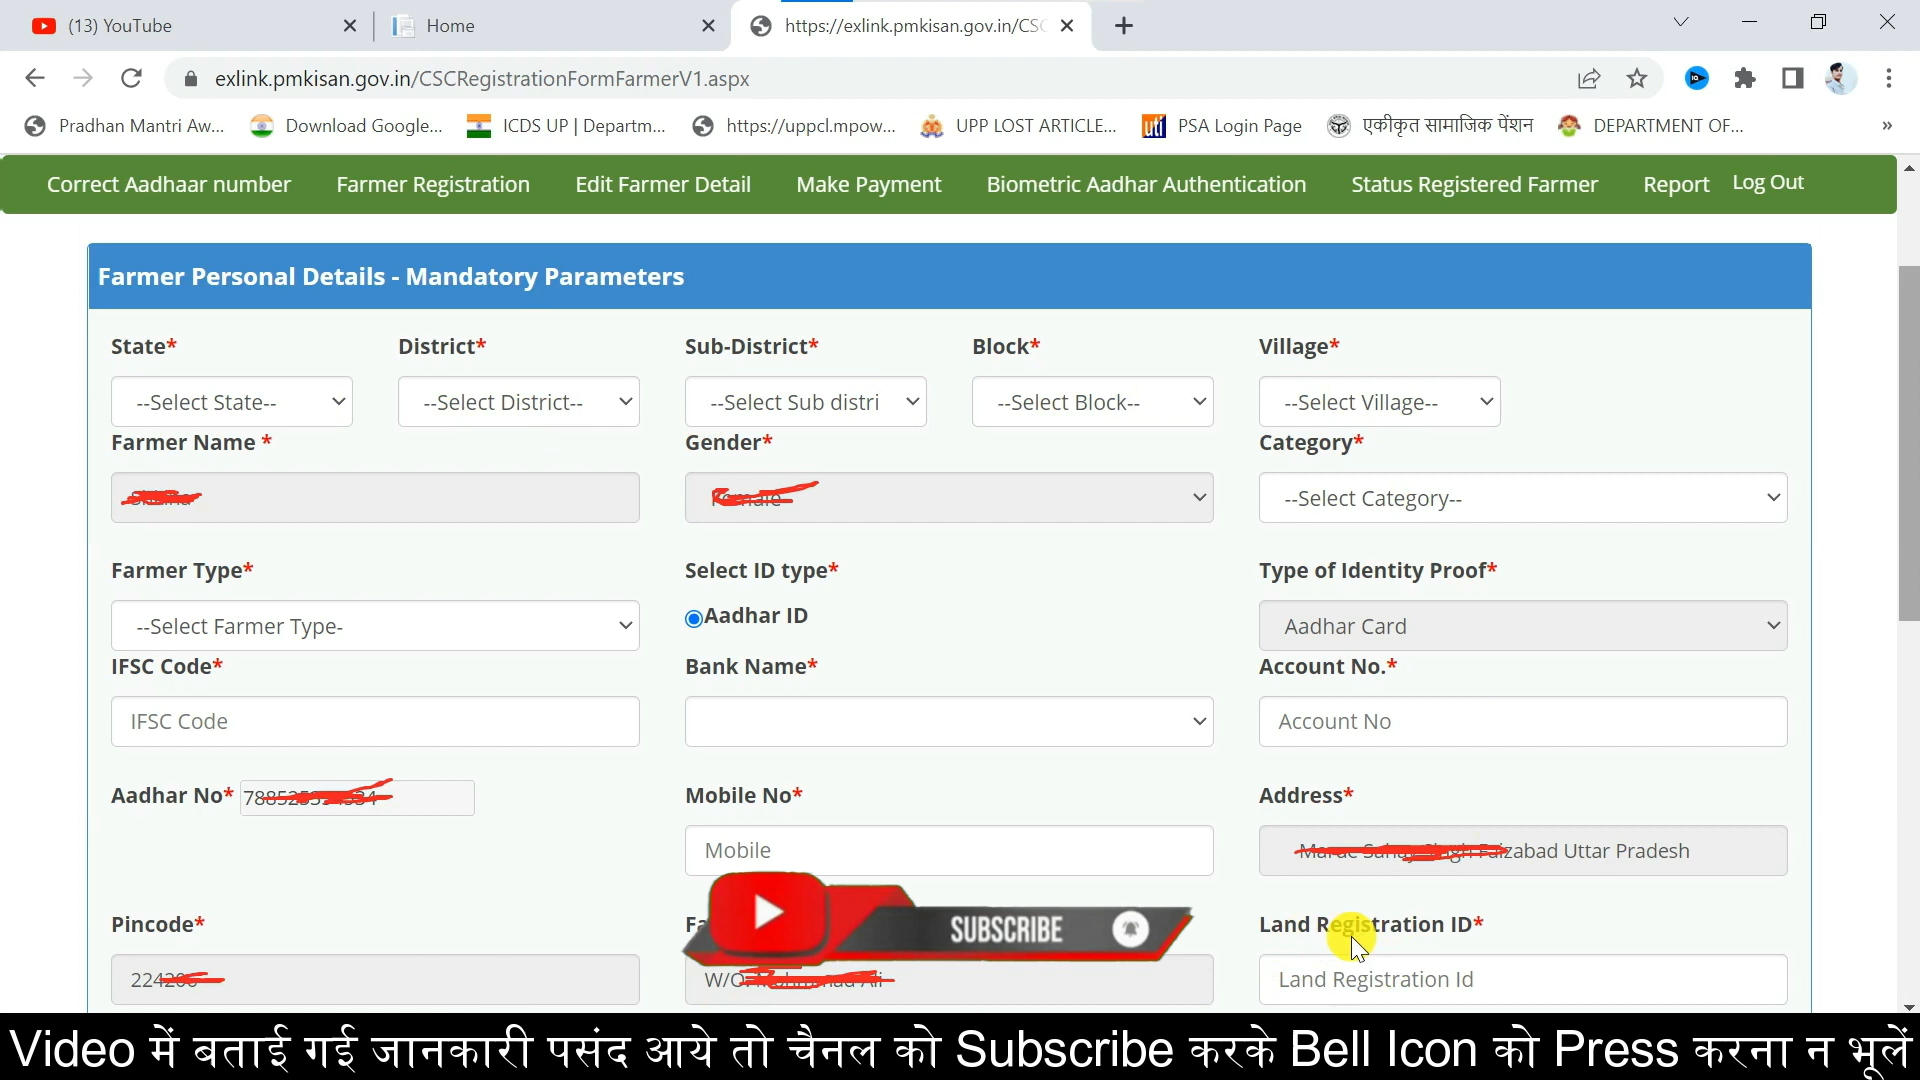 (13) YouTube
Home
https://exlink.pmkisan.gov.in/CSC
exlink.pmkisan.gov.in/CSCRegistrationFormFarmerV1.aspx
Pradhan Mantri Aw...
Download Google...
ICDS UP | Departm...
https://uppcl.mpow...
UPP LOST ARTICLE...
uti
PSA Login Page
एकीकृत सामाजिक पेंशन
DEPARTMENT OF...
»
Correct Aadhaar number
Farmer Registration
Edit Farmer Detail
Make Payment
Biometric Aadhar Authentication
Status Registered Farmer
Report
Log Out
Farmer Personal Details - Mandatory Parameters
State*
District*
Sub-District*
Block*
Village*
--Select State--
--Select District--
--Select Sub distri
--Select Block--
--Select Village--
Farmer Name *
Gender*
Category*
--Select Category--
Farmer Type*
Select ID type*
Type of Identity Proof*
--Select Farmer Type-
Aadhar ID
Aadhar Card
IFSC Code*
Bank Name*
Account No.*
IFSC Code
Account No
Aadhar No*
Mobile No*
Address*
Mobile
Uttar Pradesh
Pincode*
SUBSCRIBE
Land Registration ID*
W/O
Land Registration Id
Video में बताई गई जानकारी पसंद आये तो चैनल को Subscribe करके Bell Icon को Press करना न भूलें